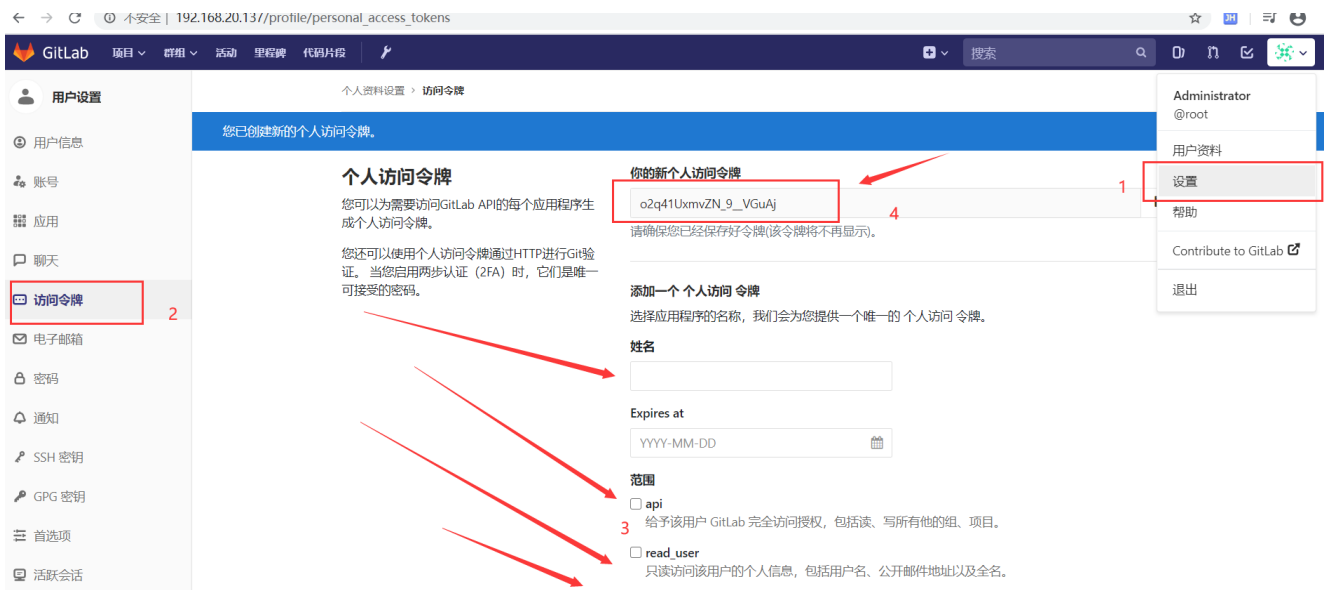 不安全 | 192.168.20.137/profile/personal_access_tokens
JH
GitLab 项目 群组 活动 里程碑 代码片段 搜索
用户设置
用户信息
账号
应用
聊天
访问令牌 2
电子邮箱
密码
通知
SSH 密钥
GPG 密钥
首选项
活跃会话
个人资料设置 > 访问令牌
您已创建新的个人访问令牌。
个人访问令牌
您可以为需要访问GitLab API的每个应用程序生
成个人访问令牌。
您还可以使用个人访问令牌通过HTTP进行Git验
证。 当您启用两步认证（2FA）时，它们是唯一
可接受的密码。
你的新个人访问令牌
o2q41UxmvZN_9__VGuAj
4
请确保您已经保存好令牌(该令牌将不再显示)。
添加一个 个人访问 令牌
选择应用程序的名称，我们会为您提供一个唯一的 个人访问 令牌。
姓名
Expires at
YYYY-MM-DD
范围
api
给予该用户 GitLab 完全访问授权，包括读、写所有他的组、项目。
3
read_user
只读访问该用户的个人信息，包括用户名、公开邮件地址以及全名。
Administrator
@root
用户资料
1 设置
帮助
Contribute to GitLab
退出